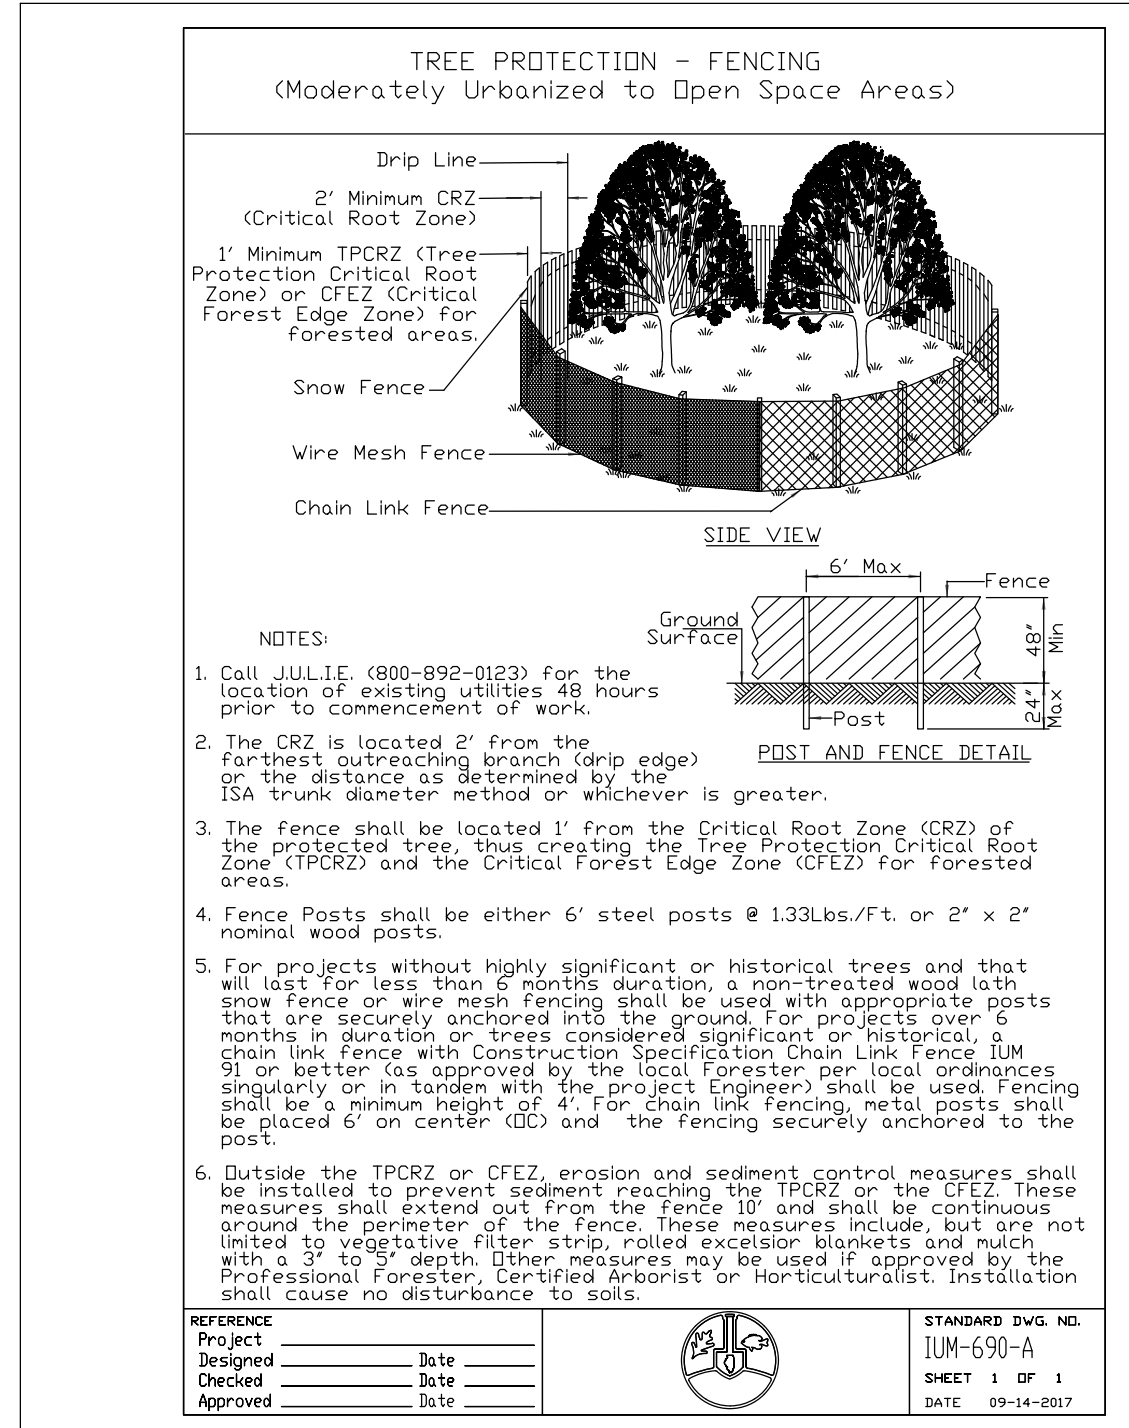 TREE PROTECTION - FENCING
(Moderately Urbanized to Open Space Areas)
Drip Line
2' Minimum CRZ
(Critical Root Zone)
1' Minimum TPCRZ (Tree
Protection Critical Root
Zone) or CFEZ (Critical
Forest Edge Zone) for
forested areas.
Snow Fence
Wire Mesh Fence
Chain Link Fence
SIDE VIEW
6' Max
Fence
Ground
Surface
48"
Min
24"
Max
Post
POST AND FENCE DETAIL
NOTES:
1. Call J.U.L.I.E. (800-892-0123) for the
location of existing utilities 48 hours
prior to commencement of work.
2. The CRZ is located 2' from the
farthest outreaching branch (drip edge)
or the distance as determined by the
ISA trunk diameter method or whichever is greater.
3. The fence shall be located 1' from the Critical Root Zone (CRZ) of
the protected tree, thus creating the Tree Protection Critical Root
Zone (TPCRZ) and the Critical Forest Edge Zone (CFEZ) for forested
areas.
4. Fence Posts shall be either 6' steel posts @ 1.33Lbs./Ft. or 2" x 2"
nominal wood posts.
5. For projects without highly significant or historical trees and that
will last for less than 6 months duration, a non-treated wood lath
snow fence or wire mesh fencing shall be used with appropriate posts
that are securely anchored into the ground. For projects over 6
months in duration or trees considered significant or historical, a
chain link fence with Construction Specification Chain Link Fence IUM
91 or better (as approved by the local Forester per local ordinances
singularly or in tandem with the project Engineer) shall be used. Fencing
shall be a minimum height of 4'. For chain link fencing, metal posts shall
be placed 6' on center (OC) and the fencing securely anchored to the
post.
6. Outside the TPCRZ or CFEZ, erosion and sediment control measures shall
be installed to prevent sediment reaching the TPCRZ or the CFEZ. These
measures shall extend out from the fence 10' and shall be continuous
around the perimeter of the fence. These measures include, but are not
limited to vegetative filter strip, rolled excelsior blankets and mulch
with a 3" to 5" depth. Other measures may be used if approved by the
Professional Forester, Certified Arborist or Horticulturalist. Installation
shall cause no disturbance to soils.
REFERENCE
Project
Designed Date
Checked Date
Approved Date
STANDARD DWG. NO.
IUM-690-A
SHEET 1 OF 1
DATE 09-14-2017